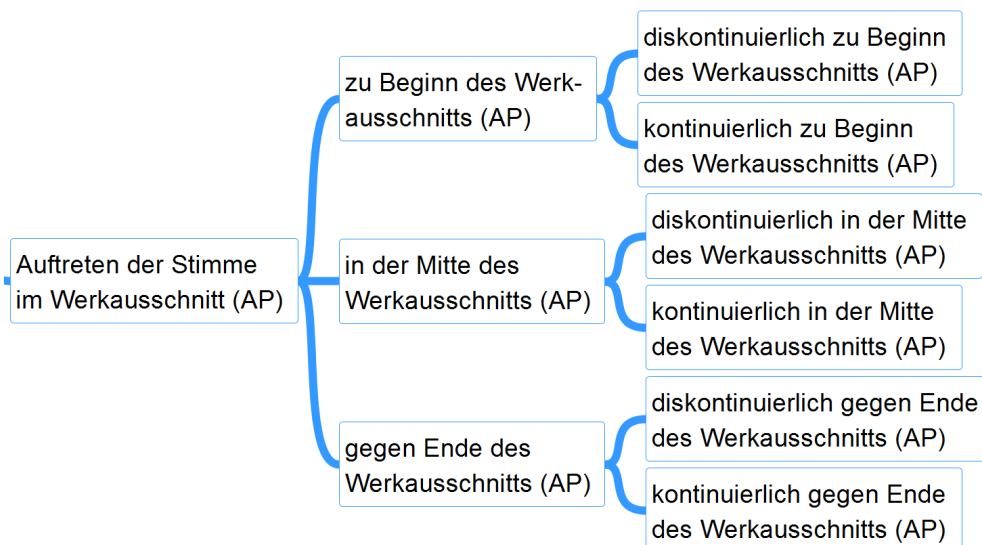 diskontinuierlich zu Beginn
des Werkausschnitts (AP)
zu Beginn des Werk-
ausschnitts (AP)
kontinuierlich zu Beginn
des Werkausschnitts (AP)
Auftreten der Stimme
im Werkausschnitt (AP)
in der Mitte des
Werkausschnitts (AP)
diskontinuierlich in der Mitte
des Werkausschnitts (AP)
kontinuierlich in der Mitte
des Werkausschnitts (AP)
gegen Ende des
Werkausschnitts (AP)
diskontinuierlich gegen Ende
des Werkausschnitts (AP)
kontinuierlich gegen Ende
des Werkausschnitts (AP)